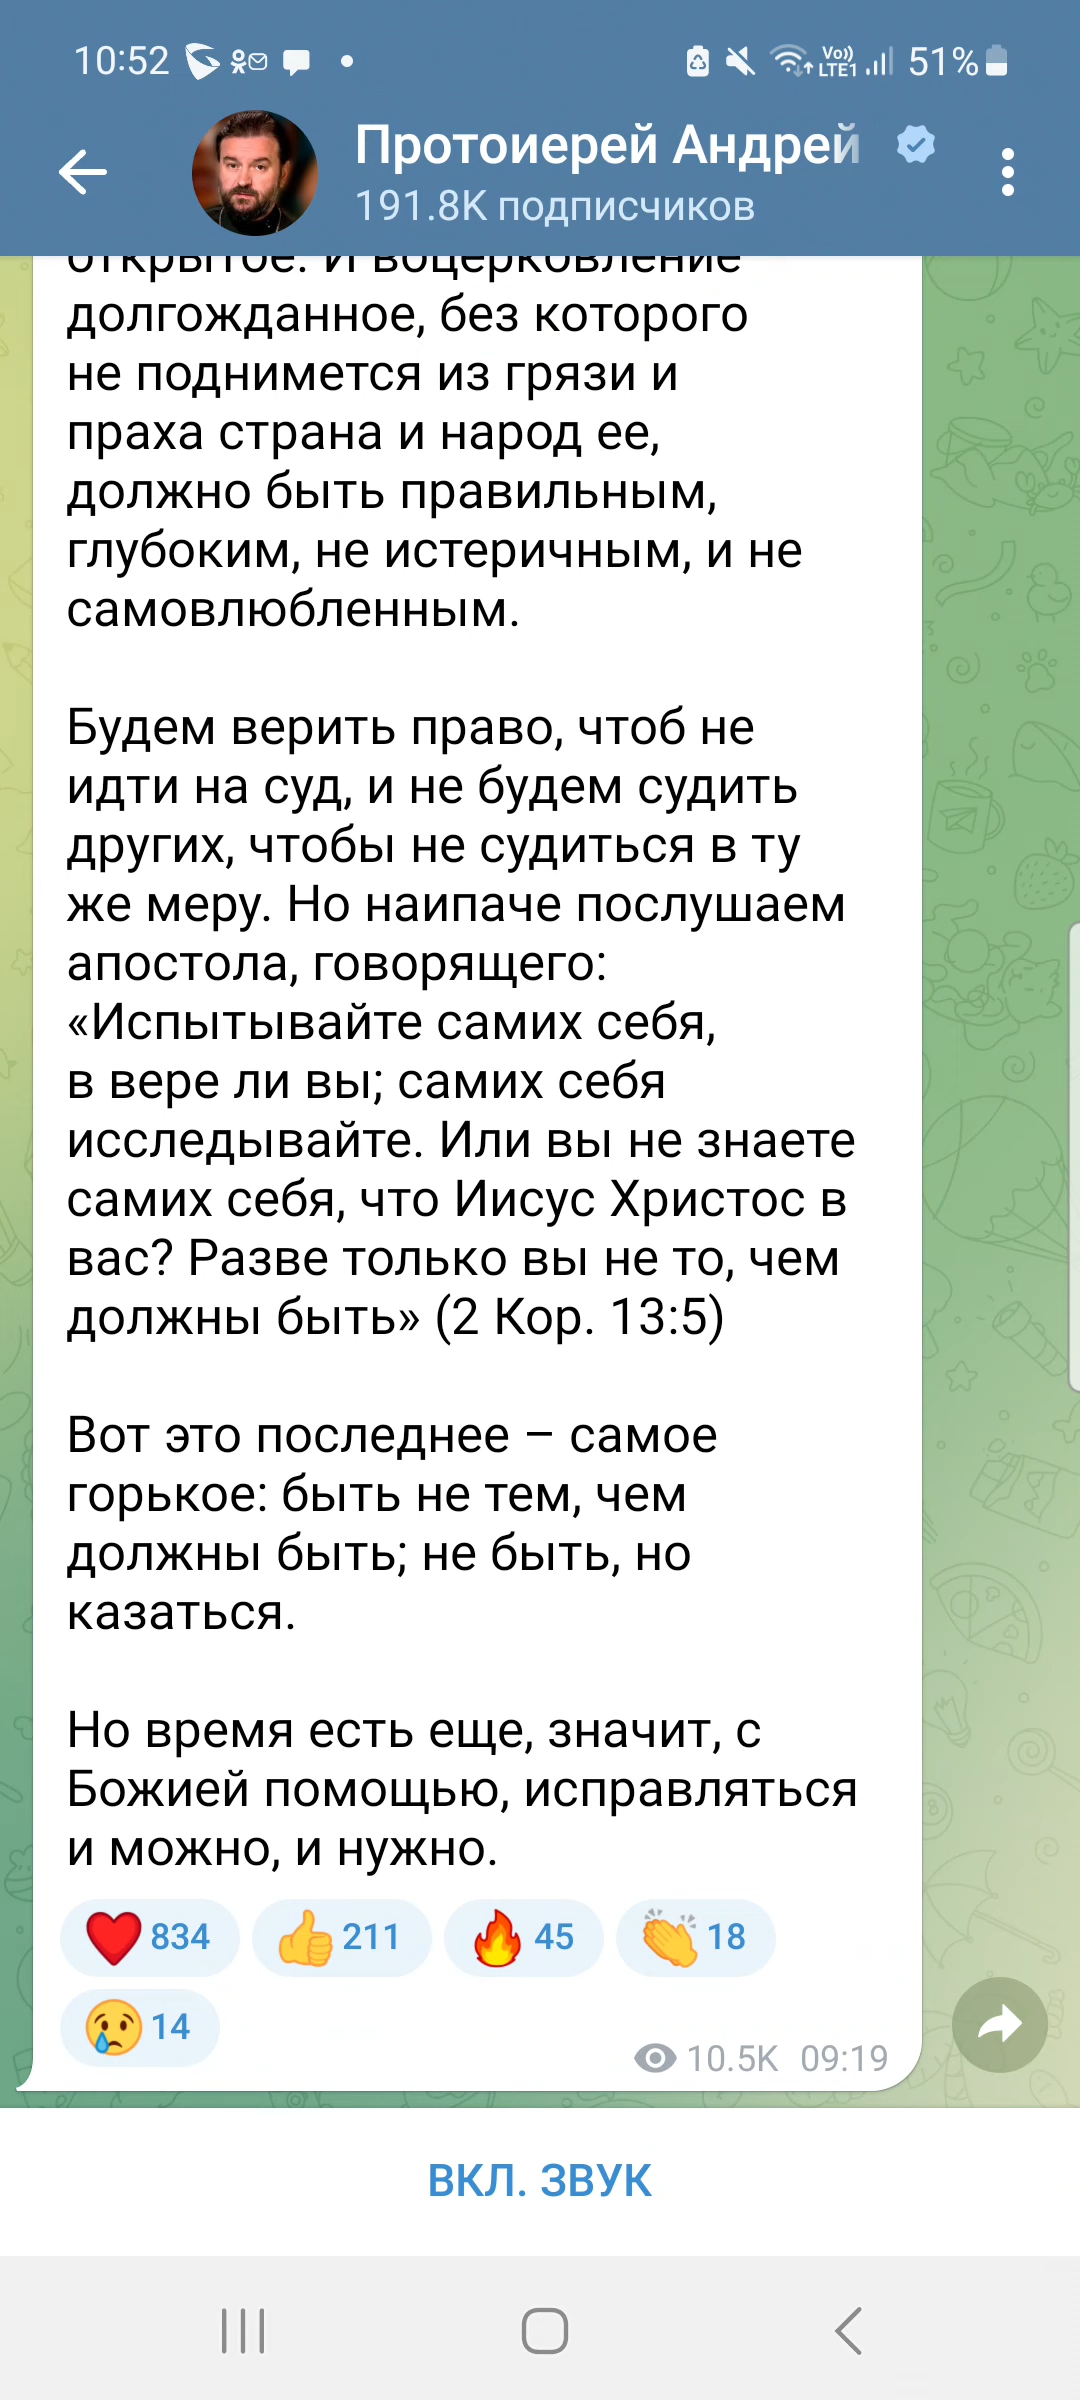 10:52
Vo))
LTE1
51%
Протоиерей Андрей
191.8K подписчиков
открытое. И воцерковление
долгожданное, без которого
не поднимется из грязи и
праха страна и народ ее,
должно быть правильным,
глубоким, не истеричным, и не
самовлюбленным.
Будем верить право, чтоб не
идти на суд, и не будем судить
других, чтобы не судиться в ту
же меру. Но наипаче послушаем
апостола, говорящего:
«Испытывайте самих себя,
в вере ли вы; самих себя
исследывайте. Или вы не знаете
самих себя, что Иисус Христос в
вас? Разве только вы не то, чем
должны быть» (2 Кор. 13:5)
Вот это последнее – самое
горькое: быть не тем, чем
должны быть; не быть, но
казаться.
Но время есть еще, значит, с
Божией помощью, исправляться
и можно, и нужно.
834 211 45 18
14
10.5K 09:19
ВКЛ. ЗВУК